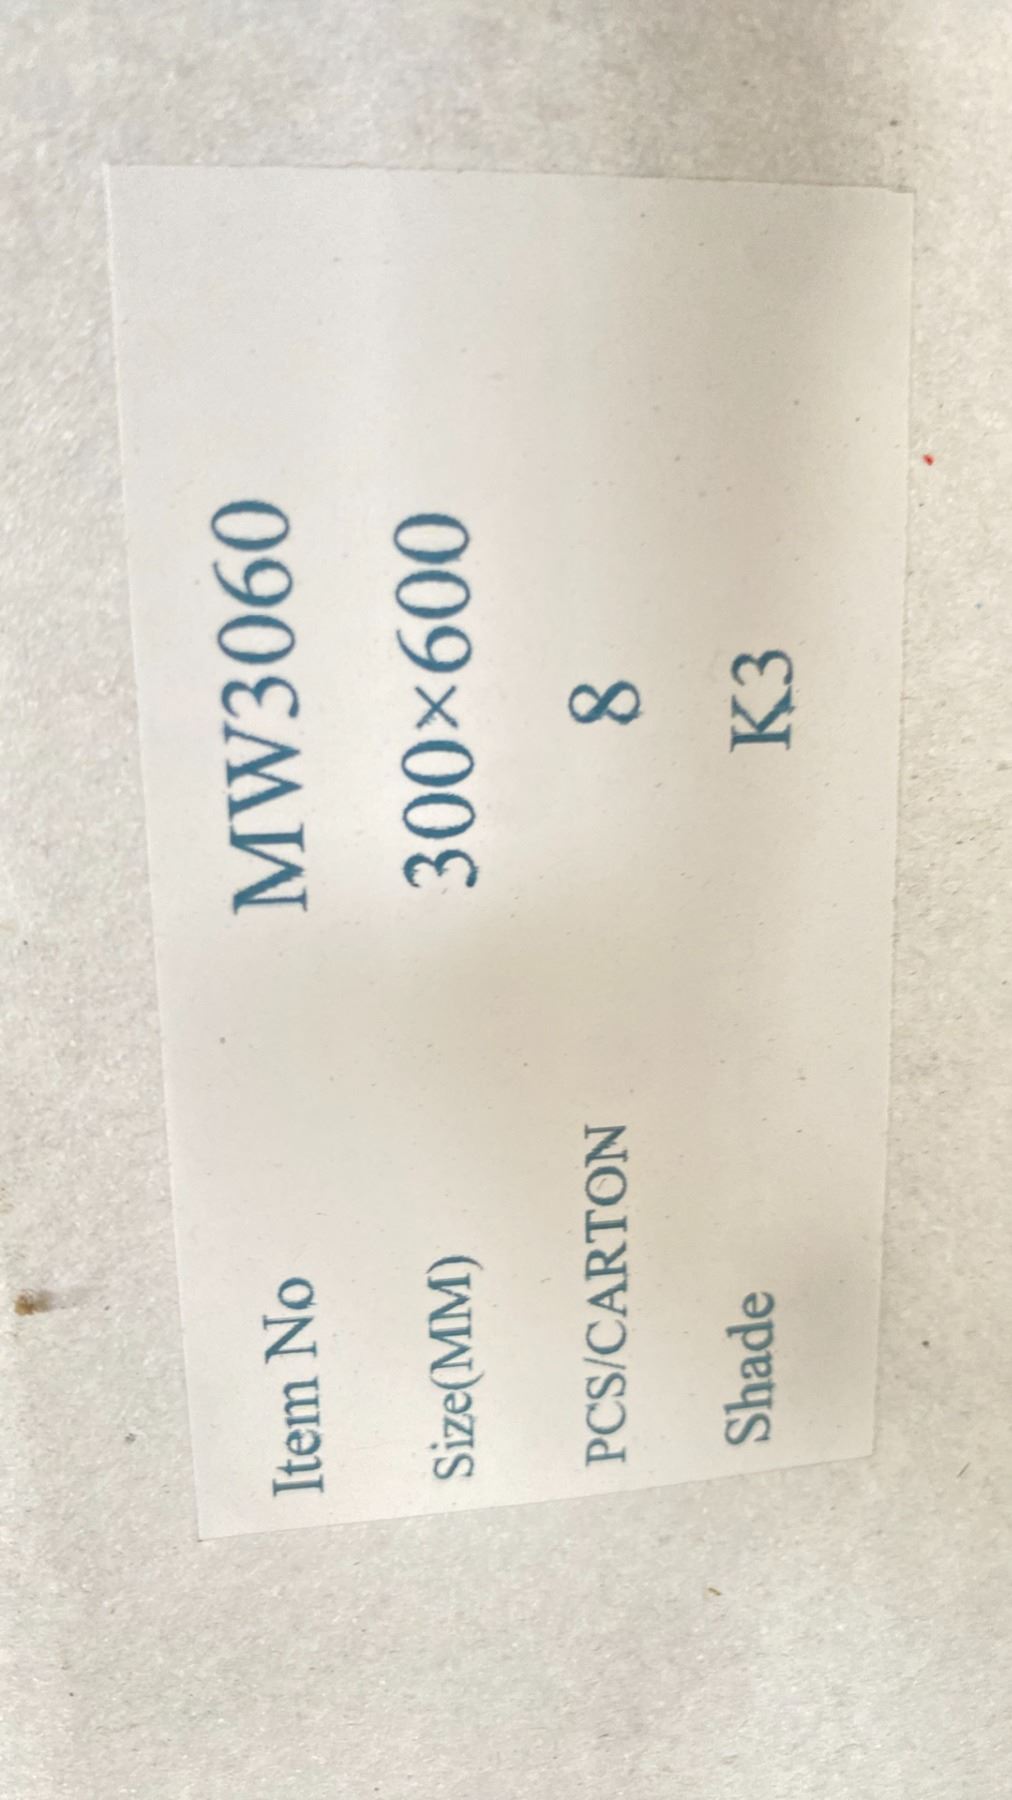 Item No MW3060
Size(MM) 300×600
PCS/CARTON 8
Shade K3